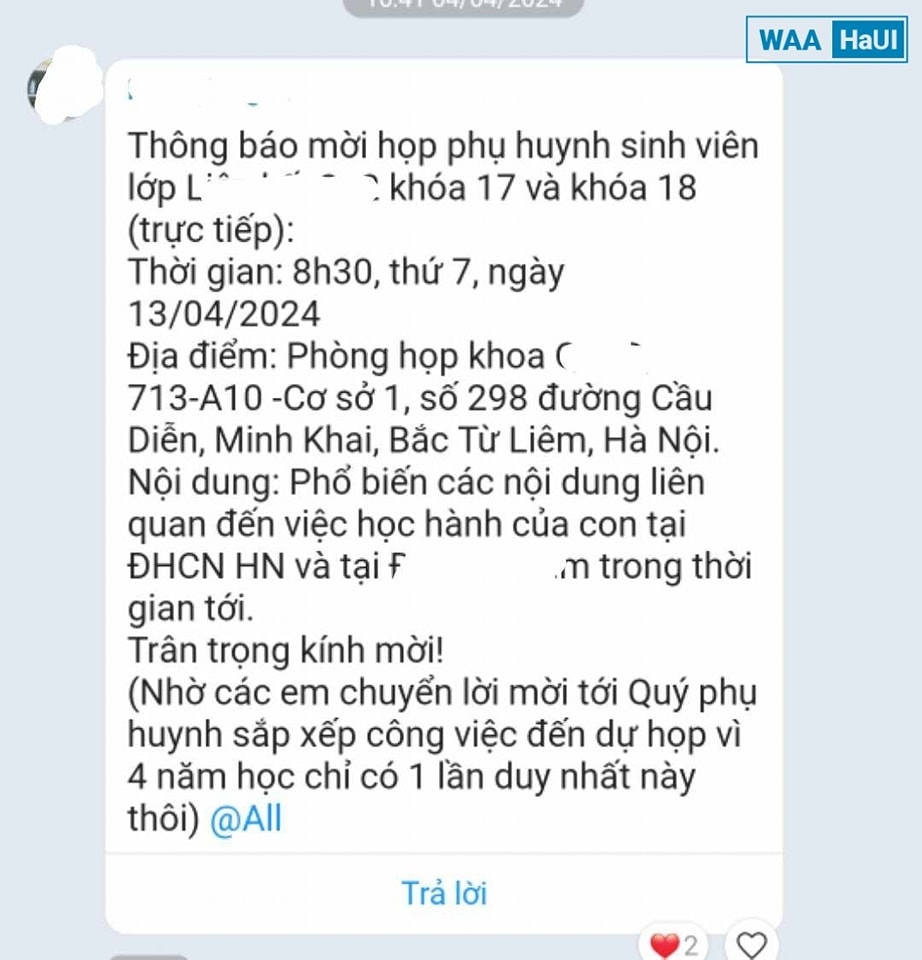 10:41 04/04/2024
WAA HaUI
Thông báo mời họp phụ huynh sinh viên
lớp khóa 17 và khóa 18
(trực tiếp):
Thời gian: 8h30, thứ 7, ngày
13/04/2024
Địa điểm: Phòng họp khoa
713-A10 -Cơ sở 1, số 298 đường Cầu
Diễn, Minh Khai, Bắc Từ Liêm, Hà Nội.
Nội dung: Phổ biến các nội dung liên
quan đến việc học hành của con tại
ĐHCN HN và tại trong thời
gian tới.
Trân trọng kính mời!
(Nhờ các em chuyển lời mời tới Quý phụ
huynh sắp xếp công việc đến dự họp vì
4 năm học chỉ có 1 lần duy nhất này
thôi) @All
Trả lời
2